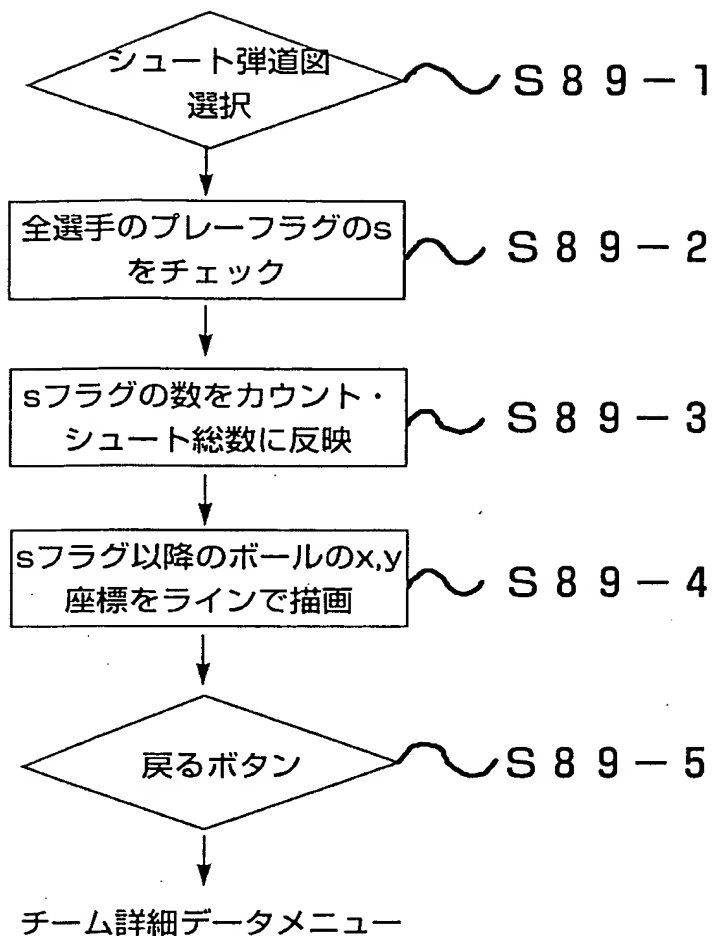 シュート弾道図
選択
S89-1
全選手のプレーフラグのs
をチェック
S89-2
sフラグの数をカウント・
シュート総数に反映
S89-3
sフラグ以降のボールのx,y
座標をラインで描画
S89-4
戻るボタン
S89-5
チーム詳細データメニュー